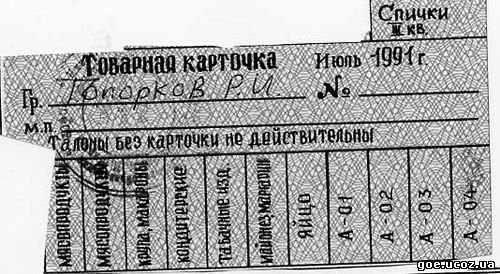 Спички
III кв.
Товарная карточка Июль 1991 г.
Гр. Топорков Р.И. №
м.п.
Талоны без карточки не действительны
мясопродукты
мясопродукты
крупа, макароны
кондитерские
табачные изд.
майонез, маргарин
яйцо
А-01
А-02
А-03
А-04
goe.ucoz.ua